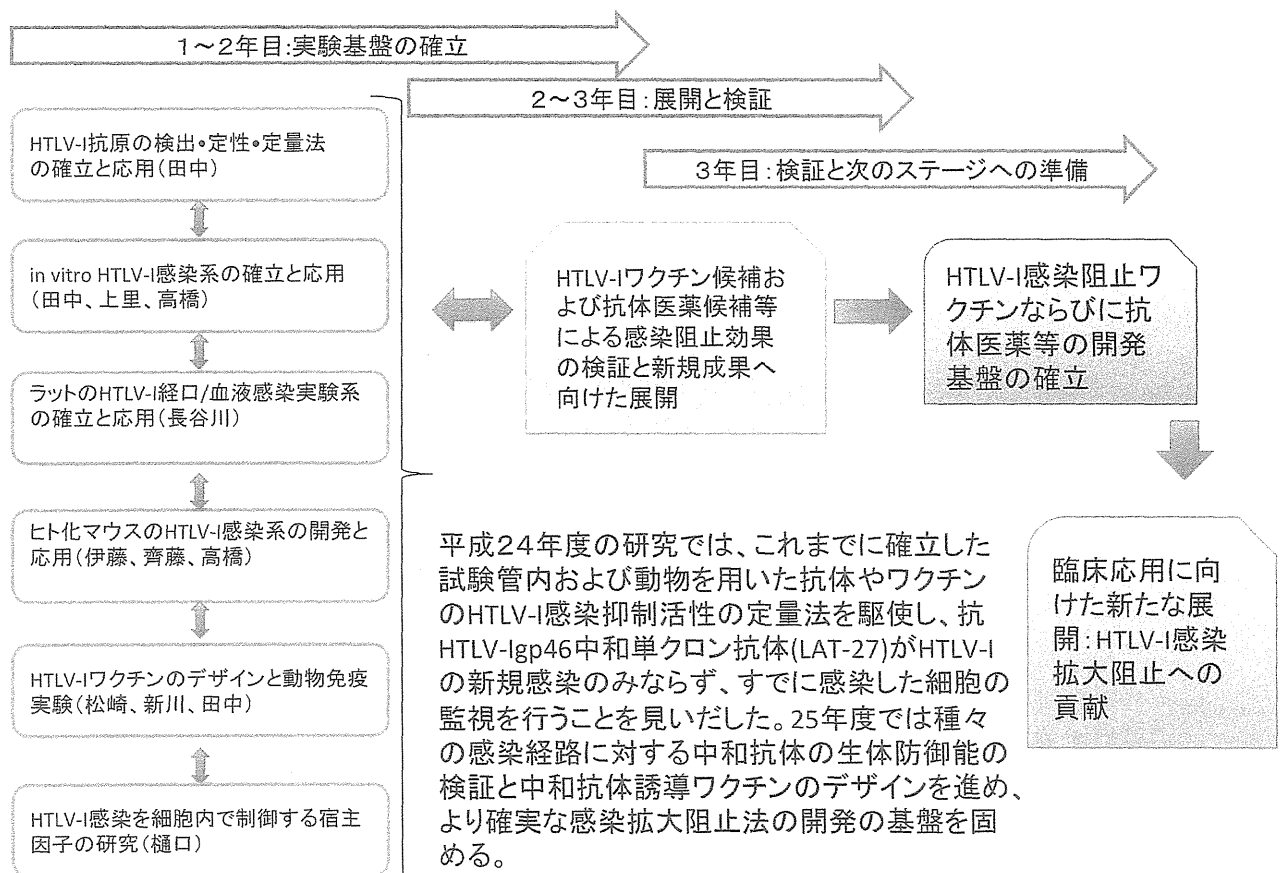 1～2年目:実験基盤の確立
2～3年目:展開と検証
3年目:検証と次のステージへの準備
HTLV-I抗原の検出・定性・定量法
の確立と応用(田中)
in vitro HTLV-I感染系の確立と応用
(田中、上里、高橋)
ラットのHTLV-I経口/血液感染実験系
の確立と応用(長谷川)
ヒト化マウスのHTLV-I感染系の開発と
応用(伊藤、齊藤、高橋)
HTLV-Iワクチンのデザインと動物免疫
実験(松崎、新川、田中)
HTLV-I感染を細胞内で制御する宿主
因子の研究(樋口)
HTLV-Iワクチン候補お
よび抗体医薬候補等
による感染阻止効果
の検証と新規成果へ
向けた展開
HTLV-I感染阻止ワ
クチンならびに抗
体医薬等の開発
基盤の確立
臨床応用に向
けた新たな展
開:HTLV-I感染
拡大阻止への
貢献
平成24年度の研究では、これまでに確立した
試験管内および動物を用いた抗体やワクチン
のHTLV-I感染抑制活性の定量法を駆使し、抗
HTLV-Igp46中和単クロン抗体(LAT-27)がHTLV-I
の新規感染のみならず、すでに感染した細胞の
監視を行うことを見いだした。25年度では種々
の感染経路に対する中和抗体の生体防御能の
検証と中和抗体誘導ワクチンのデザインを進め、
より確実な感染拡大阻止法の開発の基盤を固
める。